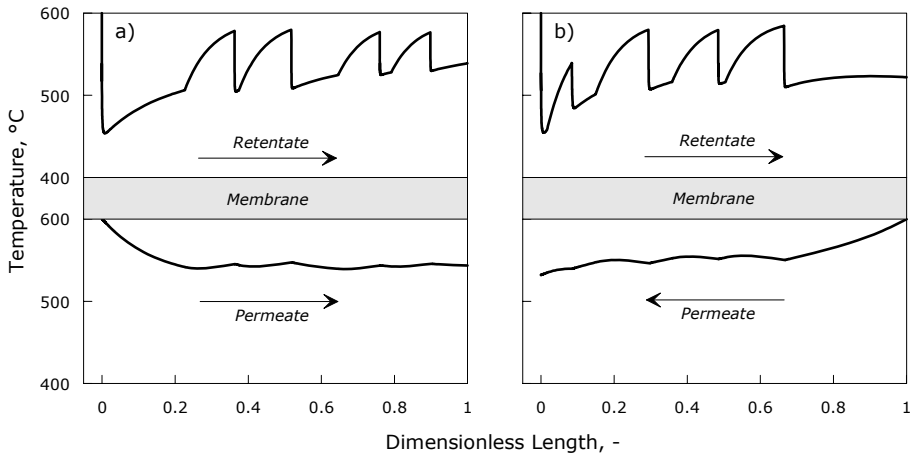 a)
b)
600
500
400
Retentate
Retentate
Membrane
Membrane
600
500
400
Permeate
Permeate
Temperature, °C
0 0.2 0.4 0.6 0.8 1
0 0.2 0.4 0.6 0.8 1
Dimensionless Length, -